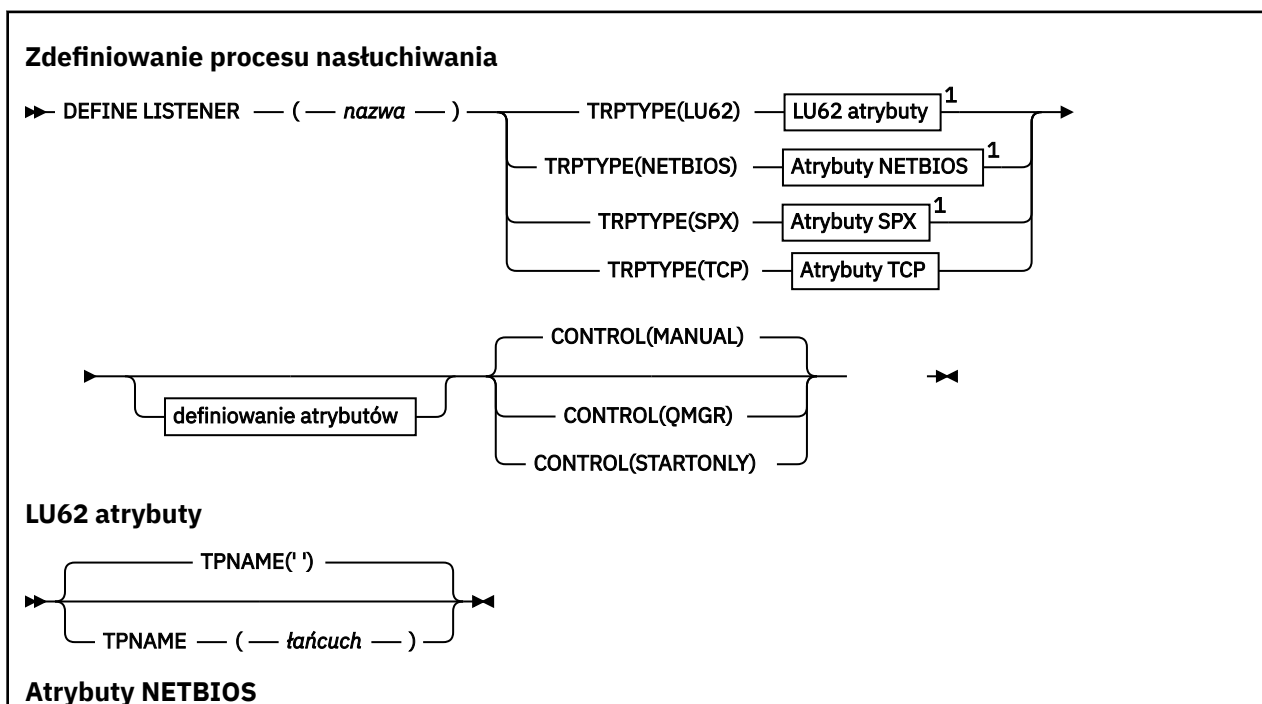 Zdefiniowanie procesu nasłuchiwania
DEFINE LISTENER ( nazwa ) TRPTYPE(LU62) LU62 atrybuty 1
TRPTYPE(NETBIOS) Atrybuty NETBIOS 1
TRPTYPE(SPX) Atrybuty SPX 1
TRPTYPE(TCP) Atrybuty TCP
CONTROL(MANUAL)
definiowanie atrybutów
CONTROL(QMGR)
CONTROL(STARTONLY)
LU62 atrybuty
TPNAME(' ')
TPNAME ( łańcuch )
Atrybuty NETBIOS